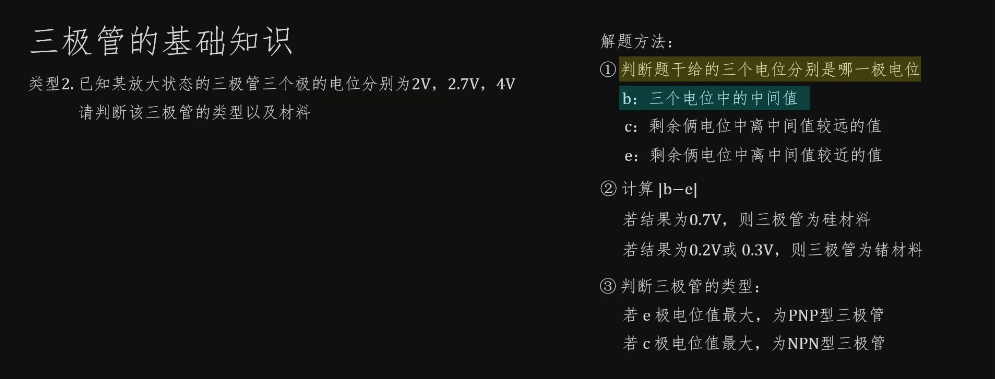 三极管的基础知识
类型2. 已知某放大状态的三极管三个极的电位分别为2V，2.7V，4V
请判断该三极管的类型以及材料
解题方法：
① 判断题干给的三个电位分别是哪一极电位
b：三个电位中的中间值
c：剩余俩电位中离中间值较远的值
e：剩余俩电位中离中间值较近的值
② 计算 |b−e|
若结果为0.7V，则三极管为硅材料
若结果为0.2V或 0.3V，则三极管为锗材料
③ 判断三极管的类型：
若 e 极电位值最大，为PNP型三极管
若 c 极电位值最大，为NPN型三极管